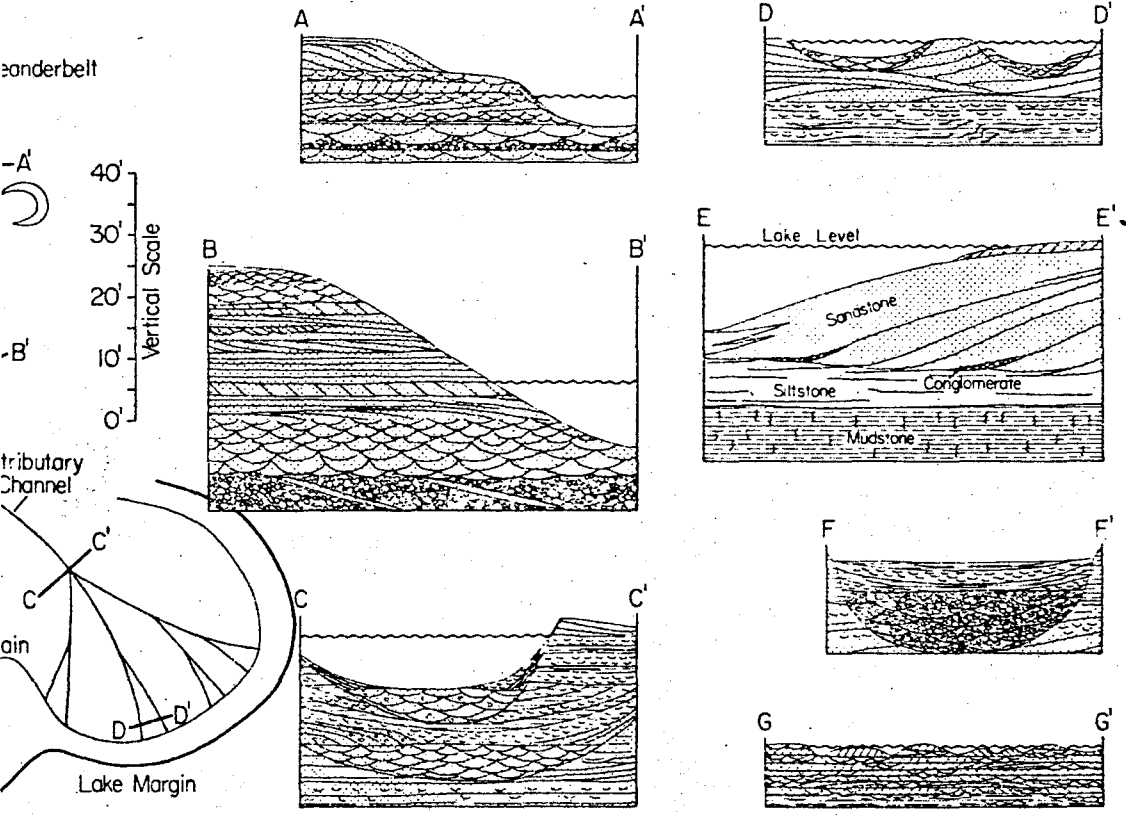 A A'
D D'
eanderbelt
-A'
40'
30'
20'
10'
0'
Vertical Scale
B B'
E E'
Lake Level
Sandstone
Conglomerate
Siltstone
Mudstone
-B'
tributary
Channel
C'
C
ain
D D'
Lake Margin
C C'
F F'
G G'